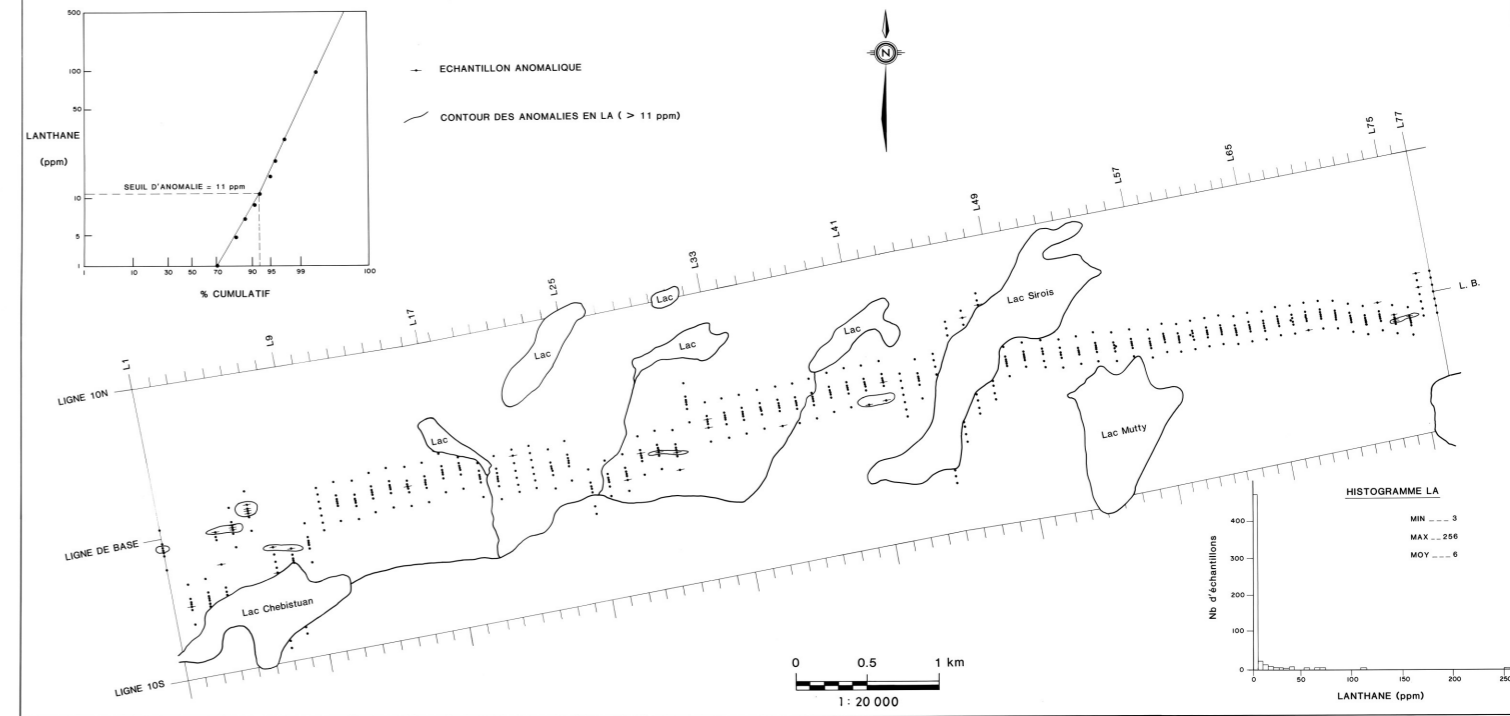 500
100
50
LANTHANE
(ppm)
SEUIL D'ANOMALIE = 11 ppm
10
5
1
1 10 30 50 70 90 95 99 100
% CUMULATIF
ECHANTILLON ANOMALIQUE
CONTOUR DES ANOMALIES EN LA ( > 11 ppm)
N
L1
L9
L17
L25
L33
L41
L49
L57
L65
L75
L77
LIGNE 10N
LIGNE DE BASE
LIGNE 10S
L. B.
Lac
Lac
Lac
Lac
Lac
Lac Sirois
Lac Mutty
Lac Chebistuan
0 0.5 1 km
1: 20 000
HISTOGRAMME LA
MIN ___ 3
MAX __ 256
MOY ___ 6
Nb d'échantillons
400
300
200
100
0
0 50 100 150 200 250
LANTHANE (ppm)